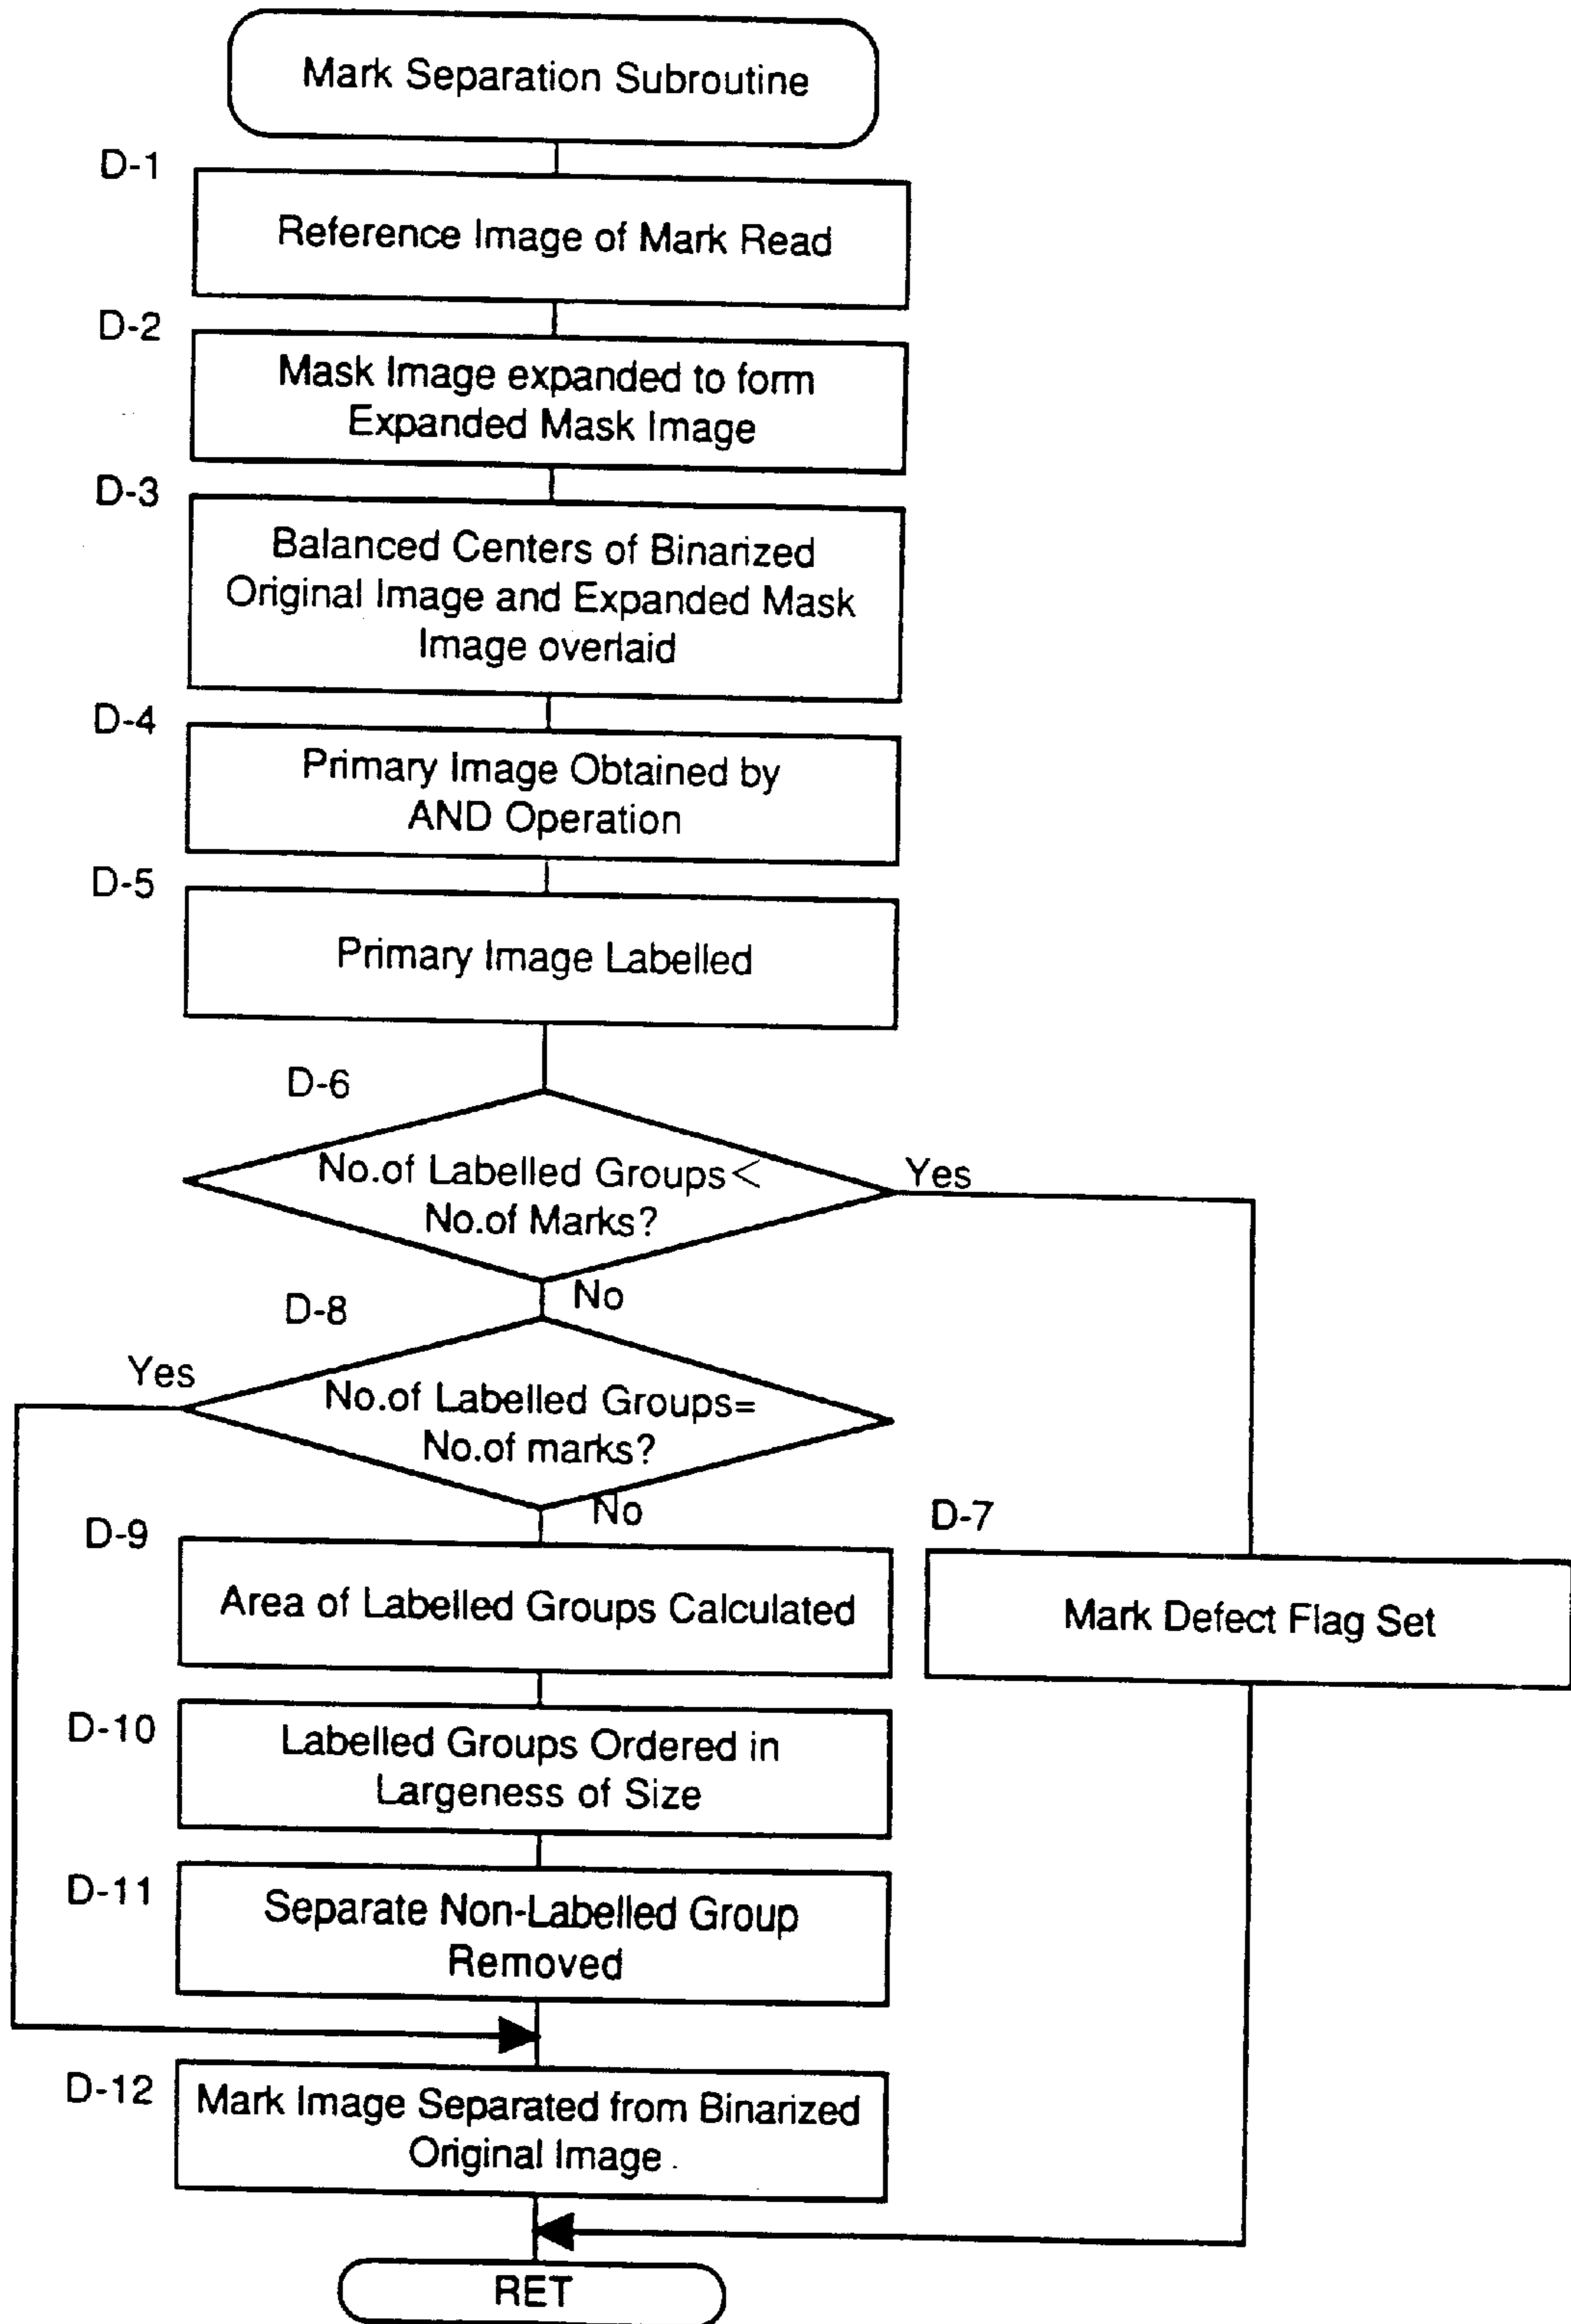 Mark Separation Subroutine
D-1
Reference Image of Mark Read
D-2
Mask Image expanded to form
Expanded Mask Image
D-3
Balanced Centers of Binarized
Original Image and Expanded Mask
Image overlaid
D-4
Primary Image Obtained by
AND Operation
D-5
Primary Image Labelled
D-6
No.of Labelled Groups<
No.of Marks?
Yes
No
D-8
Yes
No.of Labelled Groups=
No.of marks?
No
D-9
Area of Labelled Groups Calculated
D-7
Mark Defect Flag Set
D-10
Labelled Groups Ordered in
Largeness of Size
D-11
Separate Non-Labelled Group
Removed
D-12
Mark Image Separated from Binarized
Original Image
RET